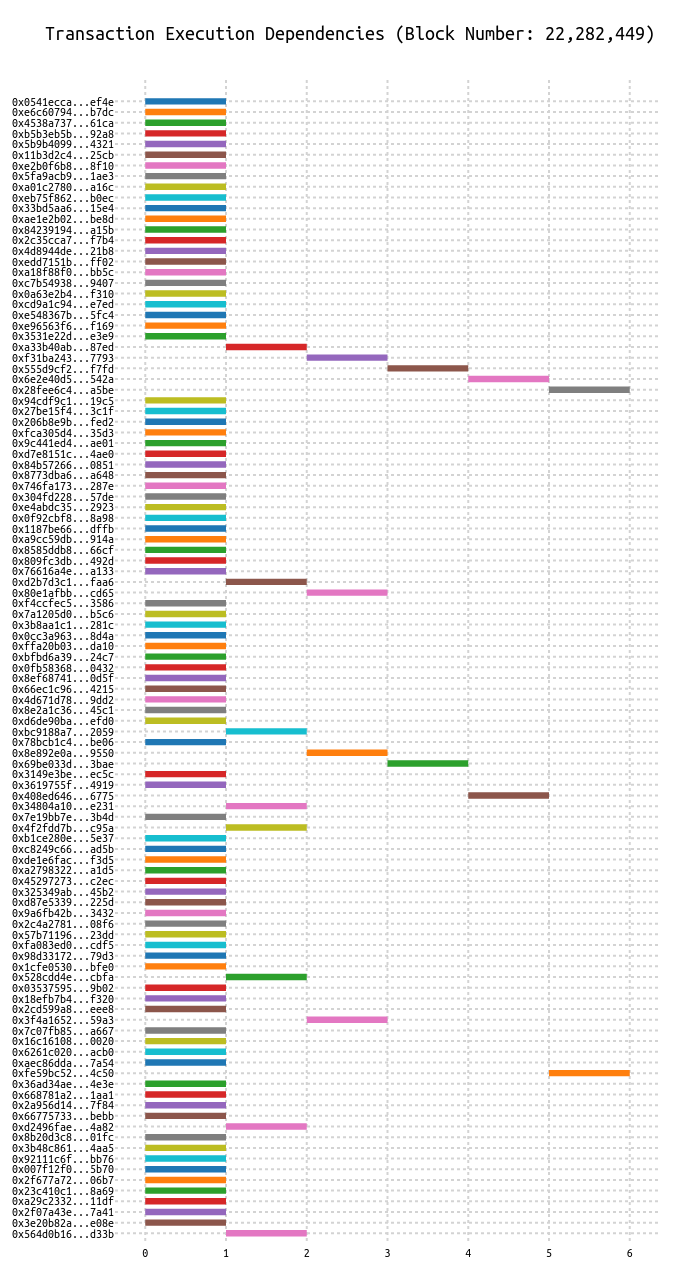 Transaction Execution Dependencies (Block Number: 22,282,449)
0x0541ecca...ef4e
0xe6c60794...b7dc
0x4538a737...61ca
0xb5b3eb5b...92a8
0x5b9b4099...4321
0x11b3d2c4...25cb
0xe2b0f6b8...8f10
0x5fa9acb9...1ae3
0xa01c2780...a16c
0xeb75f862...b0ec
0x33bd5aa6...15e4
0xae1e2b02...be8d
0x84239194...a15b
0x2c35cca7...f7b4
0x4d8944de...21b8
0xedd7151b...ff02
0xa18f88f0...bb5c
0xc7b54938...9407
0x0a63e2b4...f310
0xcd9a1c94...e7ed
0xe548367b...5fc4
0xe96563f6...f169
0x3531e22d...e3e9
0xa33b40ab...87ed
0xf31ba243...7793
0x555d9cf2...f7fd
0x6e2e40d5...542a
0x28fee6c4...a5be
0x94cdf9c1...19c5
0x27be15f4...3c1f
0x206b8e9b...fed2
0xfca305d4...35d3
0x9c441ed4...ae01
0xd7e8151c...4ae0
0x84b57266...0851
0x8773dba6...a648
0x746fa173...287e
0x304fd228...57de
0xe4abdc35...2923
0x0f92cbf8...8a98
0x1187be66...dffb
0xa9cc59db...914a
0x8585ddb8...66cf
0x809fc3db...492d
0x76616a4e...a133
0xd2b7d3c1...faa6
0x80e1afbb...cd65
0xf4ccfec5...3586
0x7a1205d0...b5c6
0x3b8aa1c1...281c
0x0cc3a963...8d4a
0xffa20b03...da10
0xbfbd6a39...24c7
0x0fb58368...0432
0x8ef68741...0d5f
0x66ec1c96...4215
0x4d671d78...9dd2
0x8e2a1c36...45c1
0xd6de90ba...efd0
0xbc9188a7...2059
0x78bcb1c4...be06
0x8e892e0a...9550
0x69be033d...3bae
0x3149e3be...ec5c
0x3619755f...4919
0x408ed646...6775
0x34804a10...e231
0x7e19bb7e...3b4d
0x4f2fdd7b...c95a
0xb1ce280e...5e37
0xc8249c66...ad5b
0xde1e6fac...f3d5
0xa2798322...a1d5
0x45297273...c2ec
0x325349ab...45b2
0xd87e5339...225d
0x9a6fb42b...3432
0x2c4a2781...08f6
0x57b71196...23dd
0xfa083ed0...cdf5
0x98d33172...79d3
0x1cfe0530...bfe0
0x528cdd4e...cbfa
0x03537595...9b02
0x18efb7b4...f320
0x2cd599a8...eee8
0x3f4a1652...59a3
0x7c07fb85...a667
0x16c16108...0020
0x6261c020...acb0
0xaec86dda...7a54
0xfe59bc52...4c50
0x36ad34ae...4e3e
0x668781a2...1aa1
0x2a956d14...7f84
0x66775733...bebb
0xd2496fae...4a82
0x8b20d3c8...01fc
0x3b48c861...4aa5
0x92111c6f...bb76
0x007f12f0...5b70
0x2f677a72...06b7
0x23c410c1...8a69
0xa29c2332...11df
0x2f07a43e...7a41
0x3e20b82a...e08e
0x564d0b16...d33b
0 1 2 3 4 5 6